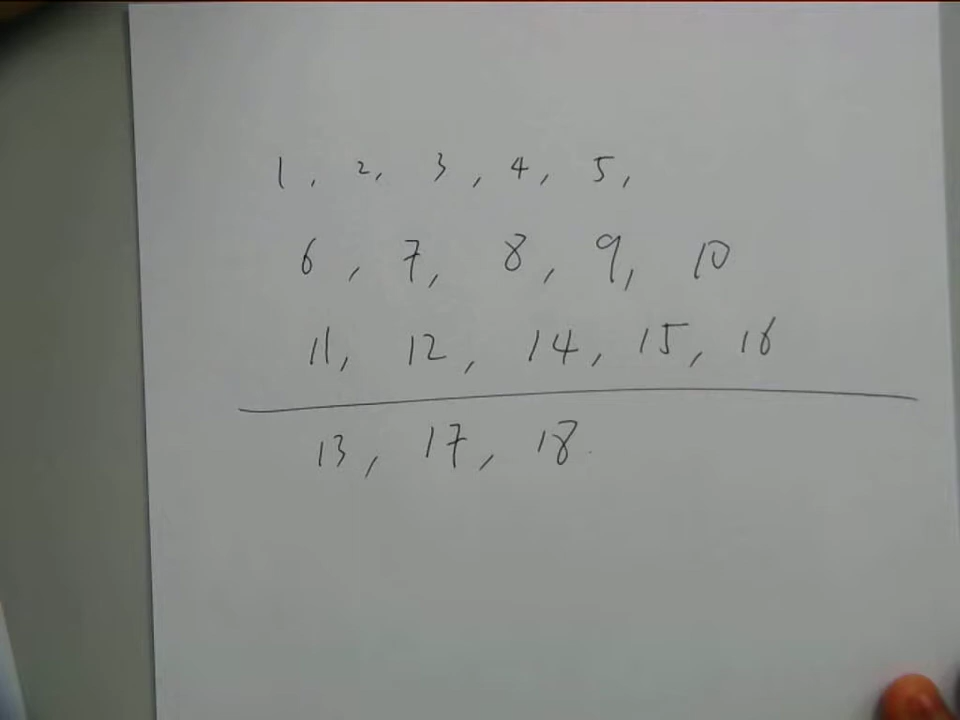 1, 2, 3, 4, 5,
6, 7, 8, 9, 10
11, 12, 14, 15, 16
13, 17, 18.